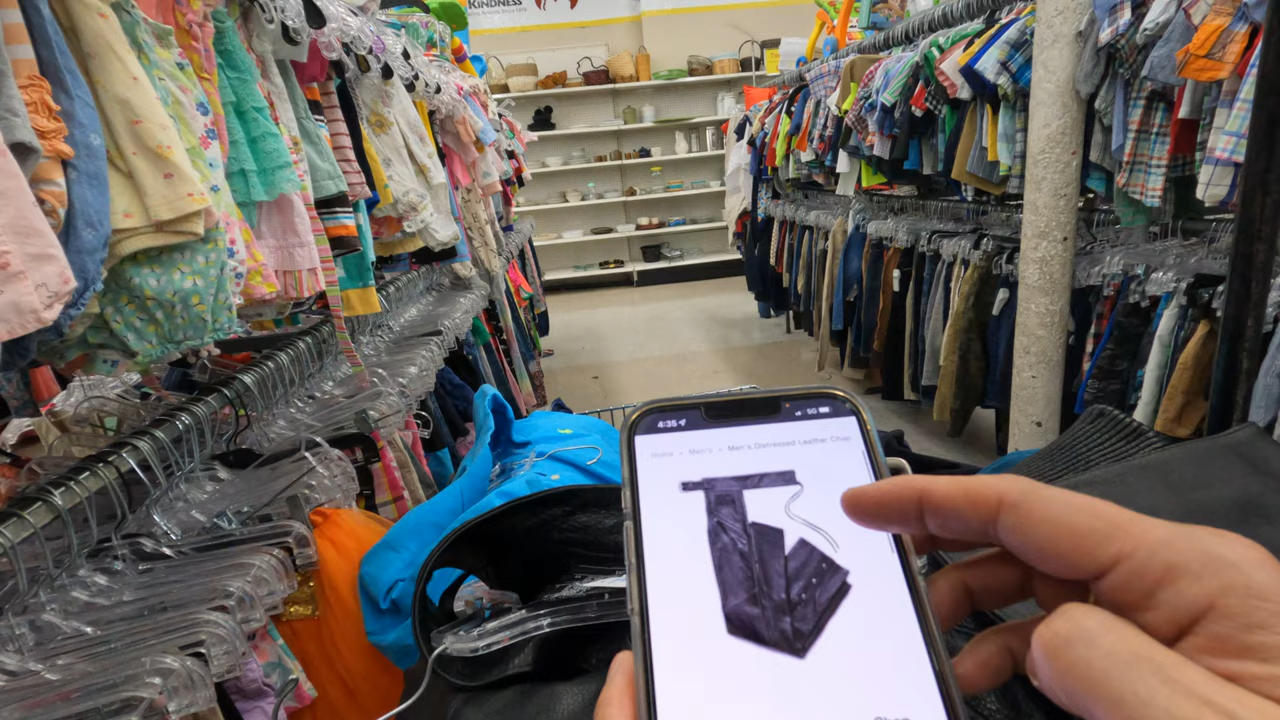 KINDNESS
4:35
5G
Home • Men's • Men's Distressed Leather Chap